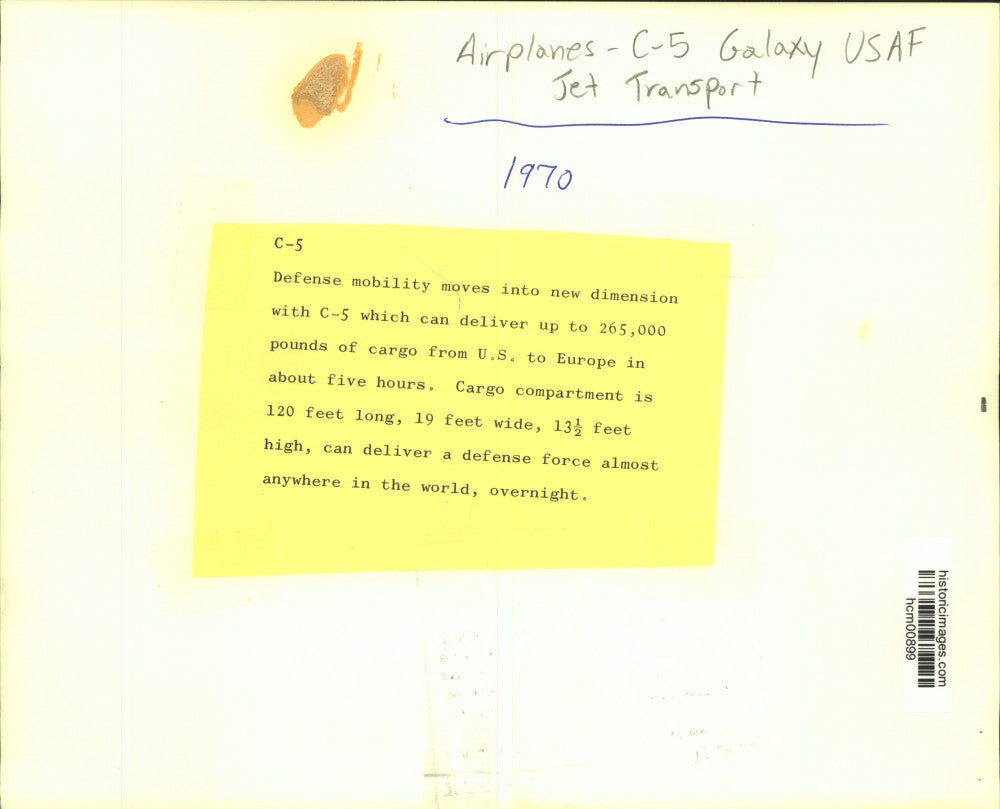 Airplanes - C-5 Galaxy USAF
Jet Transport
1970
C-5
Defense mobility moves into new dimension
with C-5 which can deliver up to 265,000
pounds of cargo from U.S. to Europe in
about five hours. Cargo compartment is
120 feet long, 19 feet wide, 13½ feet
high, can deliver a defense force almost
anywhere in the world, overnight.
historicimages.com
hcm00899